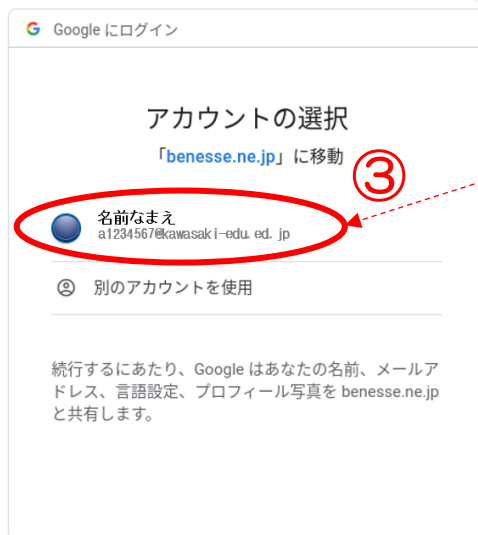 Google にログイン
アカウントの選択
「benesse.ne.jp」に移動
③
名前なまえ
a1234567@kawasaki-edu.ed.jp
別のアカウントを使用
続行するにあたり、Google はあなたの名前、メールア
ドレス、言語設定、プロフィール写真を benesse.ne.jp
と共有します。